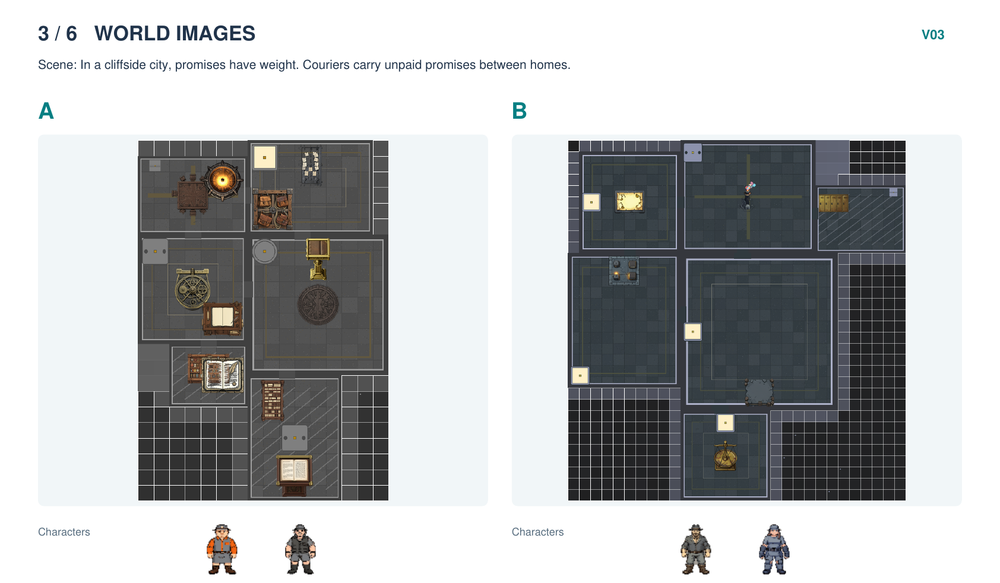 3 / 6 WORLD IMAGES
V03
Scene: In a cliffside city, promises have weight. Couriers carry unpaid promises between homes.
A
B
Characters
Characters